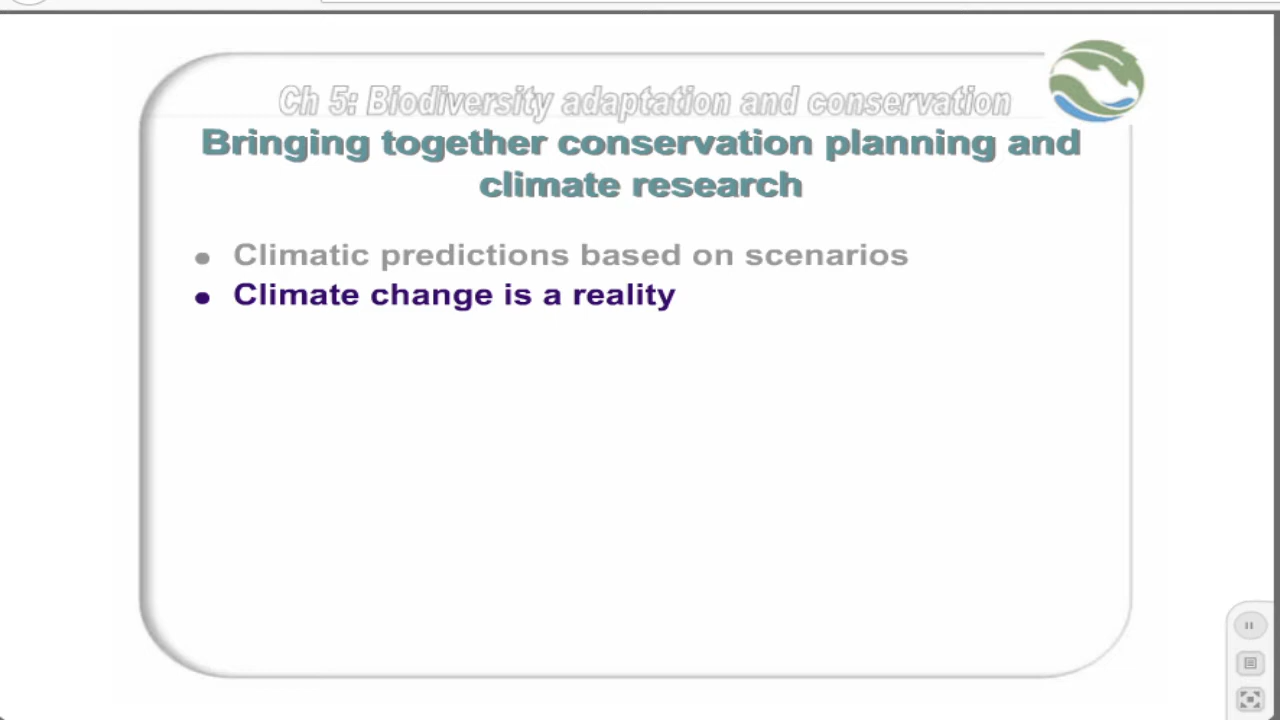 Ch 5: Biodiversity adaptation and conservation
Bringing together conservation planning and
climate research
• Climatic predictions based on scenarios
• Climate change is a reality